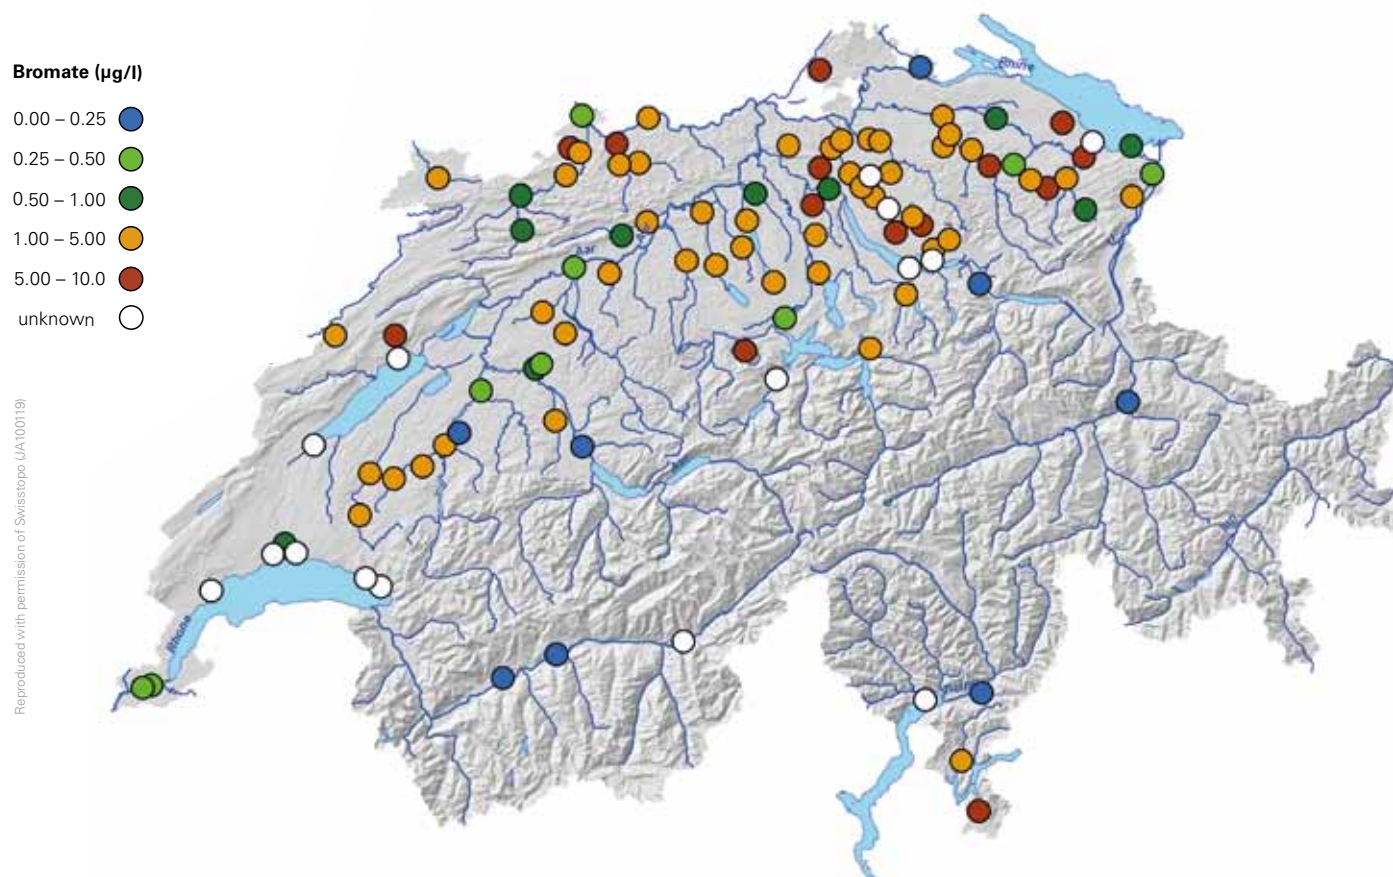 Bromate (µg/l)
0.00 – 0.25
0.25 – 0.50
0.50 – 1.00
1.00 – 5.00
5.00 – 10.0
unknown
Rhine
Aar
Rhone
Reproduced with permission of Swisstopo (JA100119)